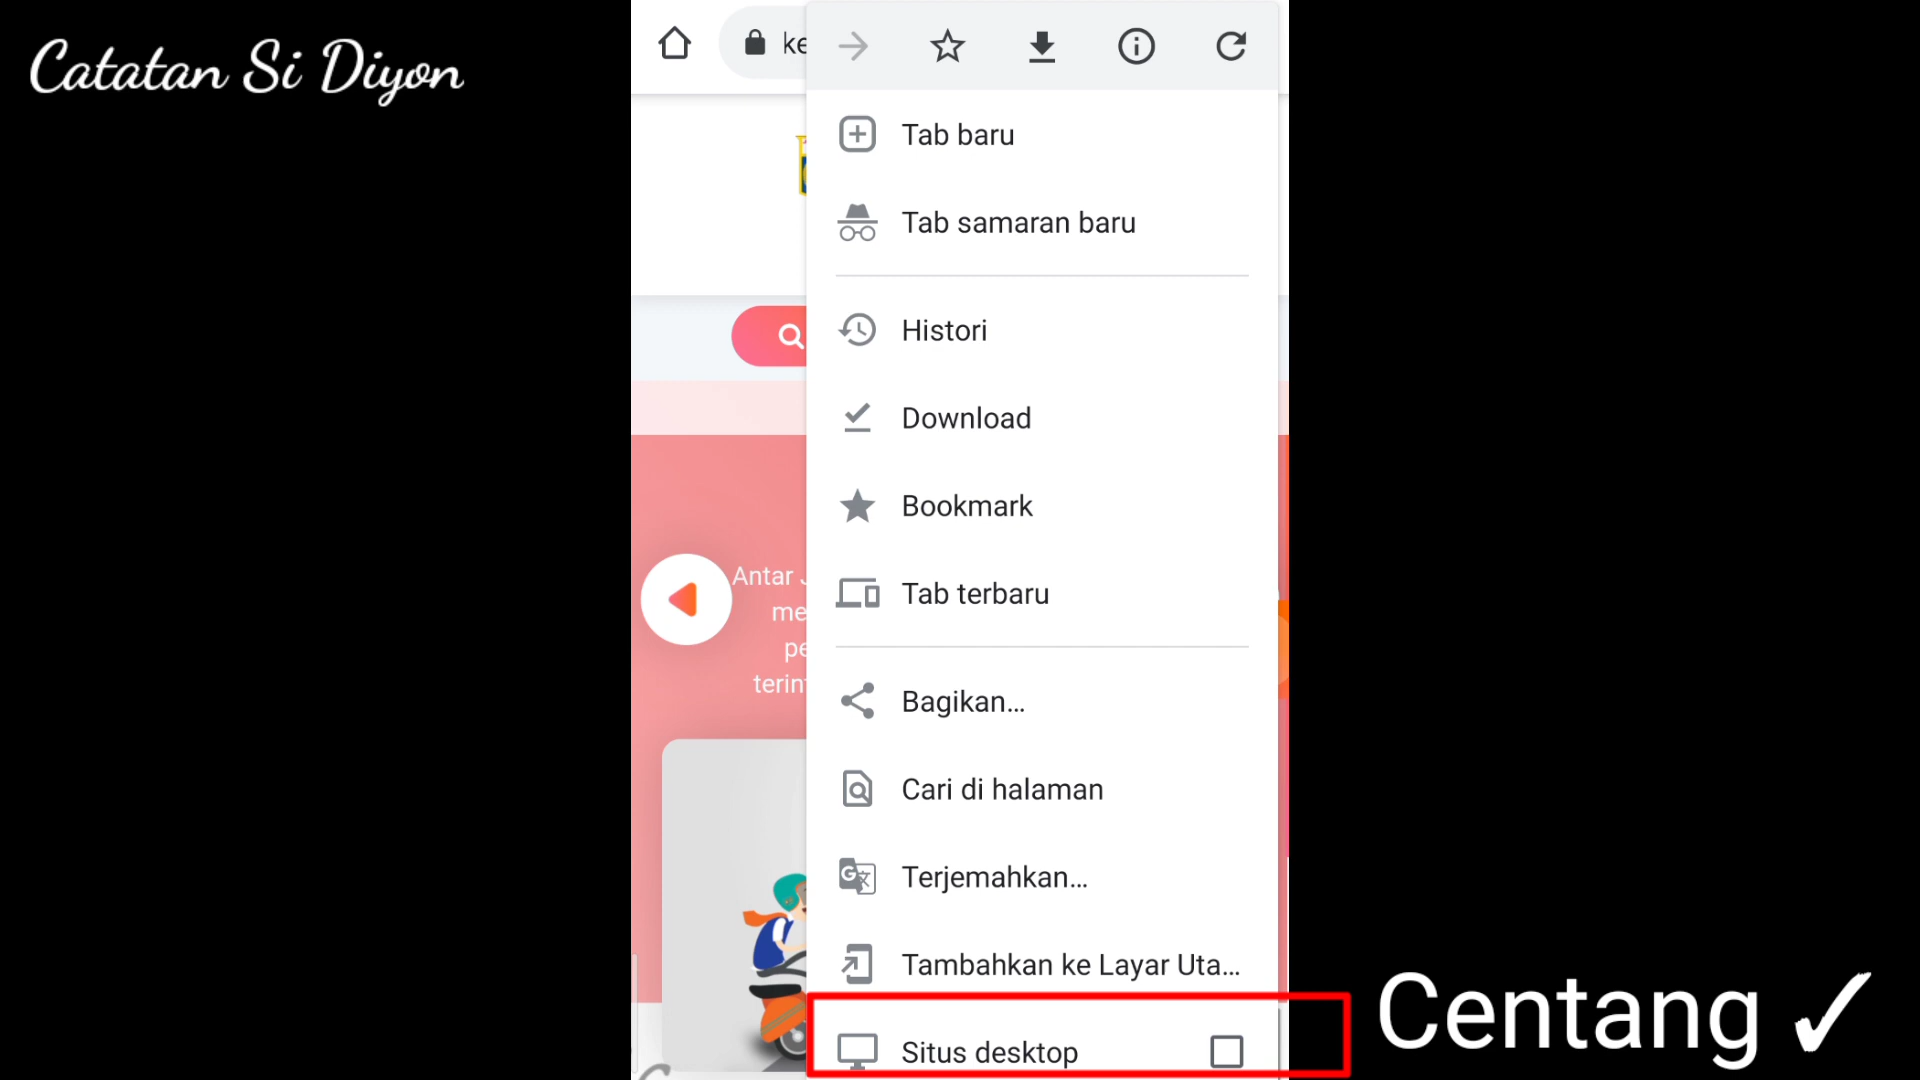 Catatan Si Diyon
ke
Tab baru
Tab samaran baru
Histori
Download
Bookmark
Tab terbaru
Antar
me
pe
terin
Bagikan...
Cari di halaman
Terjemahkan...
Tambahkan ke Layar Uta...
Situs desktop
Centang ✓